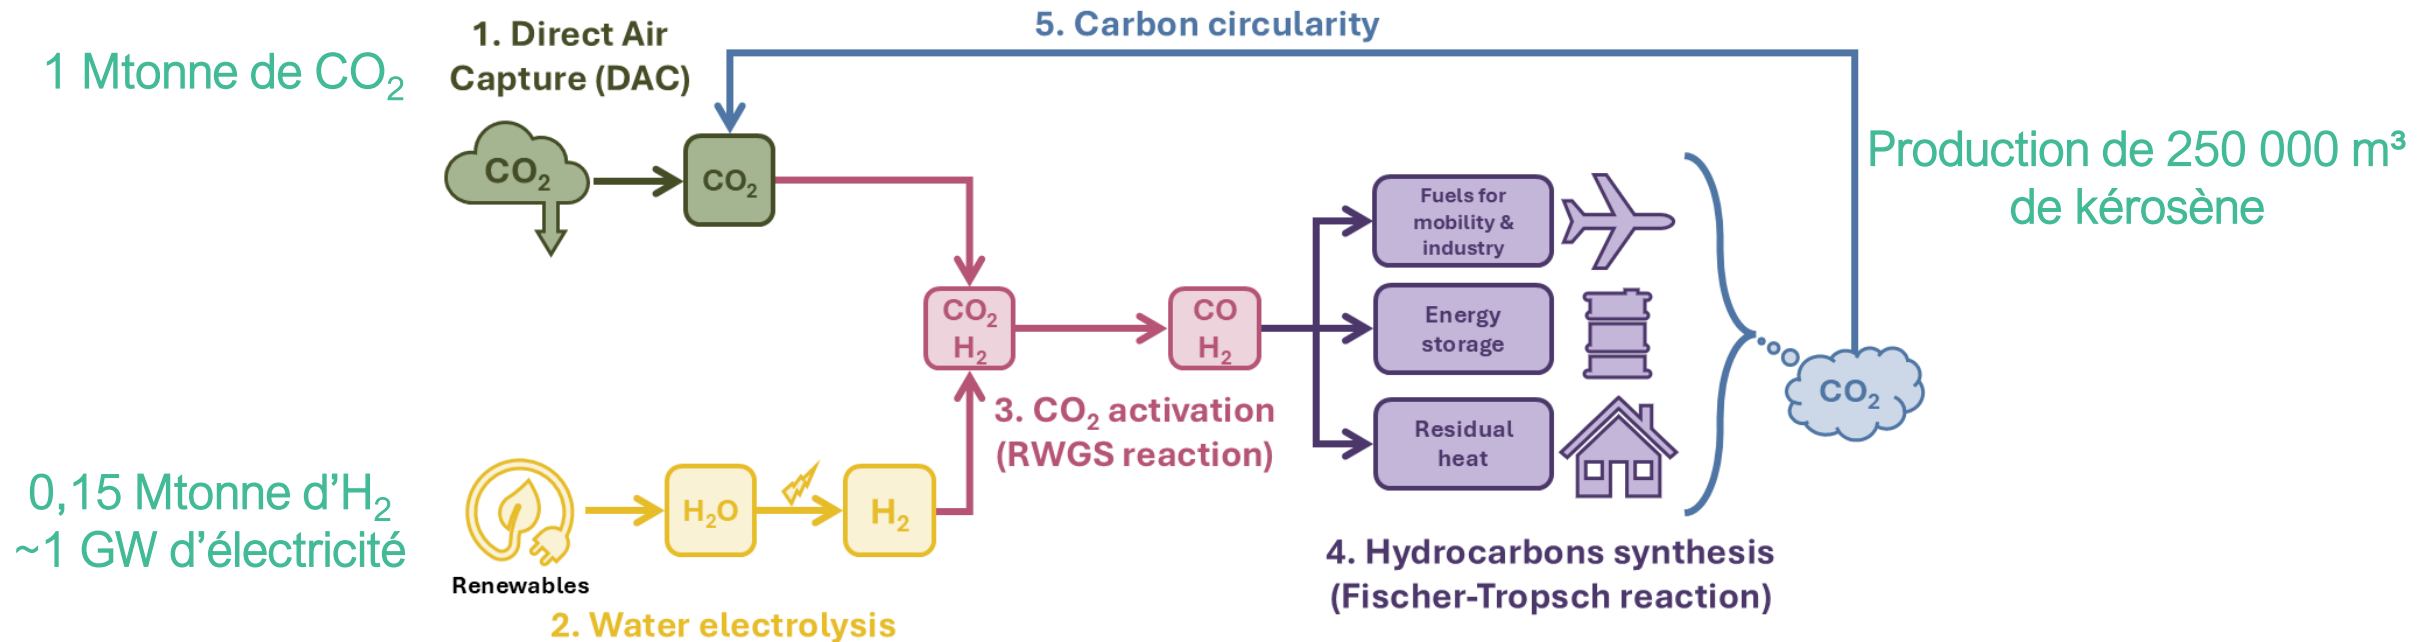 5. Carbon circularity
1. Direct Air
Capture (DAC)
1 Mtonne de CO₂
CO₂
CO₂
Production de 250 000 m³
de kérosène
Fuels for
mobility &
industry
CO₂
H₂
CO
H₂
Energy
storage
CO₂
3. CO₂ activation
(RWGS reaction)
Residual
heat
0,15 Mtonne d’H₂
~1 GW d’électricité
H₂O
H₂
Renewables
2. Water electrolysis
4. Hydrocarbons synthesis
(Fischer-Tropsch reaction)